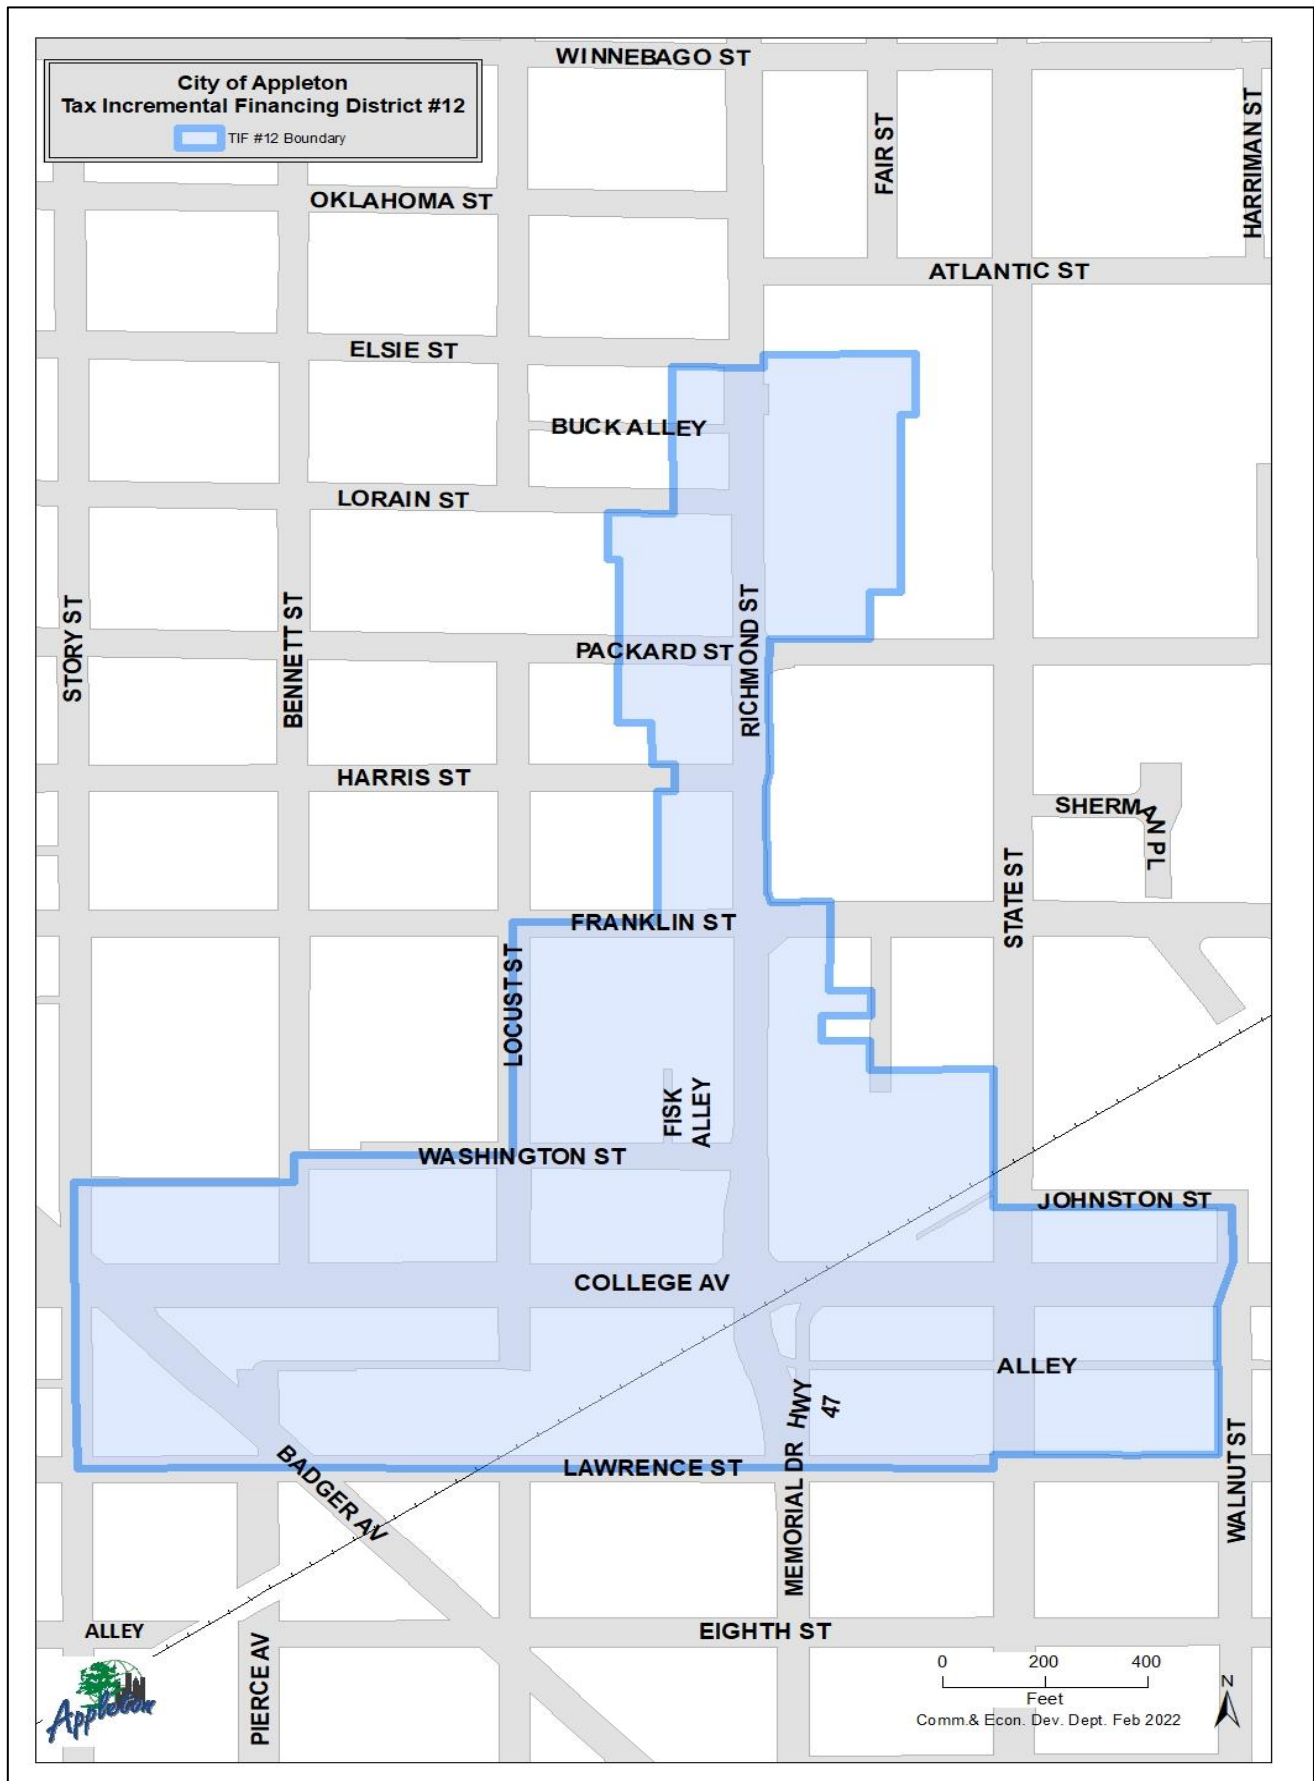 WINNEBAGO ST
City of Appleton
Tax Incremental Financing District #12
TIF #12 Boundary
HARRIMAN ST
FAIR ST
OKLAHOMA ST
ATLANTIC ST
ELSIE ST
BUCK ALLEY
LORAIN ST
STORY ST
BENNETT ST
RICHMOND ST
PACKARD ST
HARRIS ST
SHERMAN PL
STATE ST
FRANKLIN ST
LOCUST ST
FISK
ALLEY
WASHINGTON ST
JOHNSTON ST
COLLEGE AV
ALLEY
HWY
47
BADGER AV
LAWRENCE ST
MEMORIAL DR
WALNUT ST
ALLEY
EIGHTH ST
PIERCE AV
Appleton
0 200 400
Feet
Comm.& Econ. Dev. Dept. Feb 2022
N